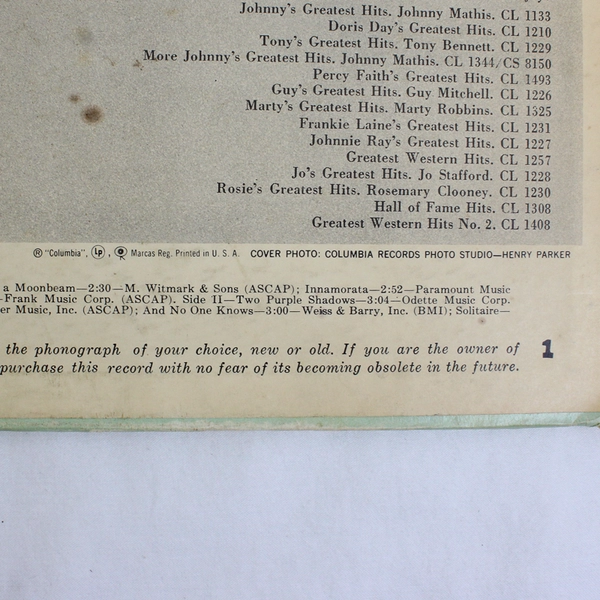 Johnny's Greatest Hits. Johnny Mathis. CL 1133
Doris Day's Greatest Hits. CL 1210
Tony's Greatest Hits. Tony Bennett. CL 1229
More Johnny's Greatest Hits. Johnny Mathis. CL 1344/CS 8150
Percy Faith's Greatest Hits. CL 1493
Guy's Greatest Hits. Guy Mitchell. CL 1226
Marty's Greatest Hits. Marty Robbins. CL 1325
Frankie Laine's Greatest Hits. CL 1231
Johnnie Ray's Greatest Hits. CL 1227
Greatest Western Hits. CL 1257
Jo's Greatest Hits. Jo Stafford. CL 1228
Rosie's Greatest Hits. Rosemary Clooney. CL 1230
Hall of Fame Hits. CL 1308
Greatest Western Hits No. 2. CL 1408
® "Columbia", Lp, Marcas Reg. Printed in U. S. A. COVER PHOTO: COLUMBIA RECORDS PHOTO STUDIO—HENRY PARKER
a Moonbeam—2:30—M. Witmark & Sons (ASCAP); Innamorata—2:52—Paramount Music
-Frank Music Corp. (ASCAP). Side II—Two Purple Shadows—3:04—Odette Music Corp.
er Music, Inc. (ASCAP); And No One Knows—3:00—Weiss & Barry, Inc. (BMI); Solitaire—
the phonograph of your choice, new or old. If you are the owner of
purchase this record with no fear of its becoming obsolete in the future.
1